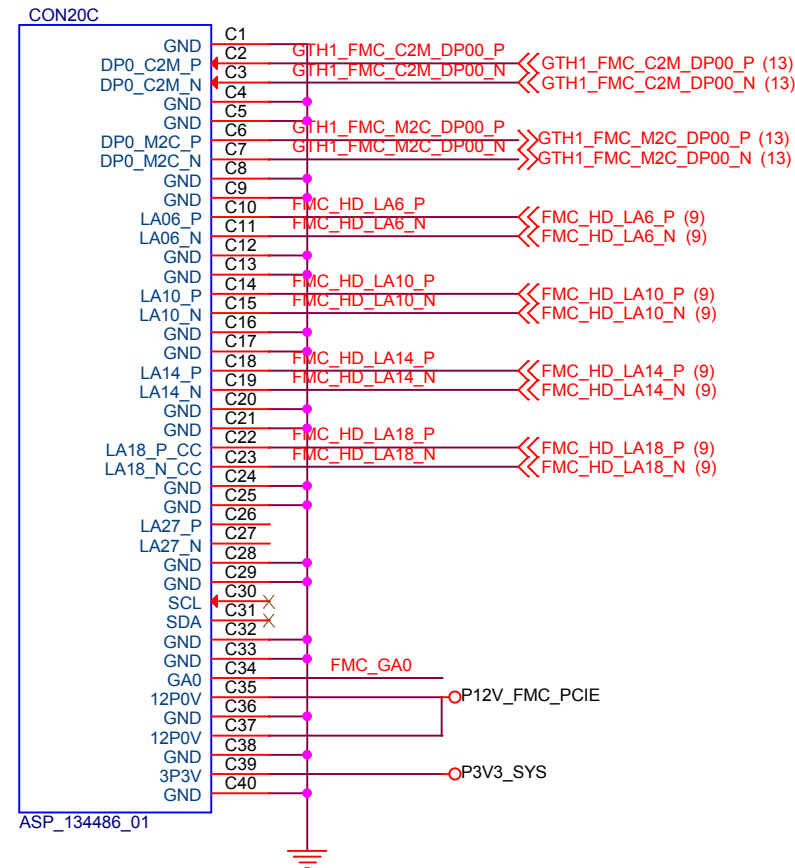 CON20C
GND C1
DP0_C2M_P C2 GTH1_FMC_C2M_DP00_P GTH1_FMC_C2M_DP00_P (13)
DP0_C2M_N C3 GTH1_FMC_C2M_DP00_N GTH1_FMC_C2M_DP00_N (13)
GND C4
GND C5
DP0_M2C_P C6 GTH1_FMC_M2C_DP00_P GTH1_FMC_M2C_DP00_P (13)
DP0_M2C_N C7 GTH1_FMC_M2C_DP00_N GTH1_FMC_M2C_DP00_N (13)
GND C8
GND C9
LA06_P C10 FMC_HD_LA6_P FMC_HD_LA6_P (9)
LA06_N C11 FMC_HD_LA6_N FMC_HD_LA6_N (9)
GND C12
GND C13
LA10_P C14 FMC_HD_LA10_P FMC_HD_LA10_P (9)
LA10_N C15 FMC_HD_LA10_N FMC_HD_LA10_N (9)
GND C16
GND C17
LA14_P C18 FMC_HD_LA14_P FMC_HD_LA14_P (9)
LA14_N C19 FMC_HD_LA14_N FMC_HD_LA14_N (9)
GND C20
GND C21
LA18_P_CC C22 FMC_HD_LA18_P FMC_HD_LA18_P (9)
LA18_N_CC C23 FMC_HD_LA18_N FMC_HD_LA18_N (9)
GND C24
GND C25
LA27_P C26
LA27_N C27
GND C28
GND C29
SCL C30
SDA C31
GND C32
GND C33
GA0 C34 FMC_GA0
12P0V C35 P12V_FMC_PCIE
GND C36
12P0V C37
GND C38
3P3V C39 P3V3_SYS
GND C40
ASP_134486_01